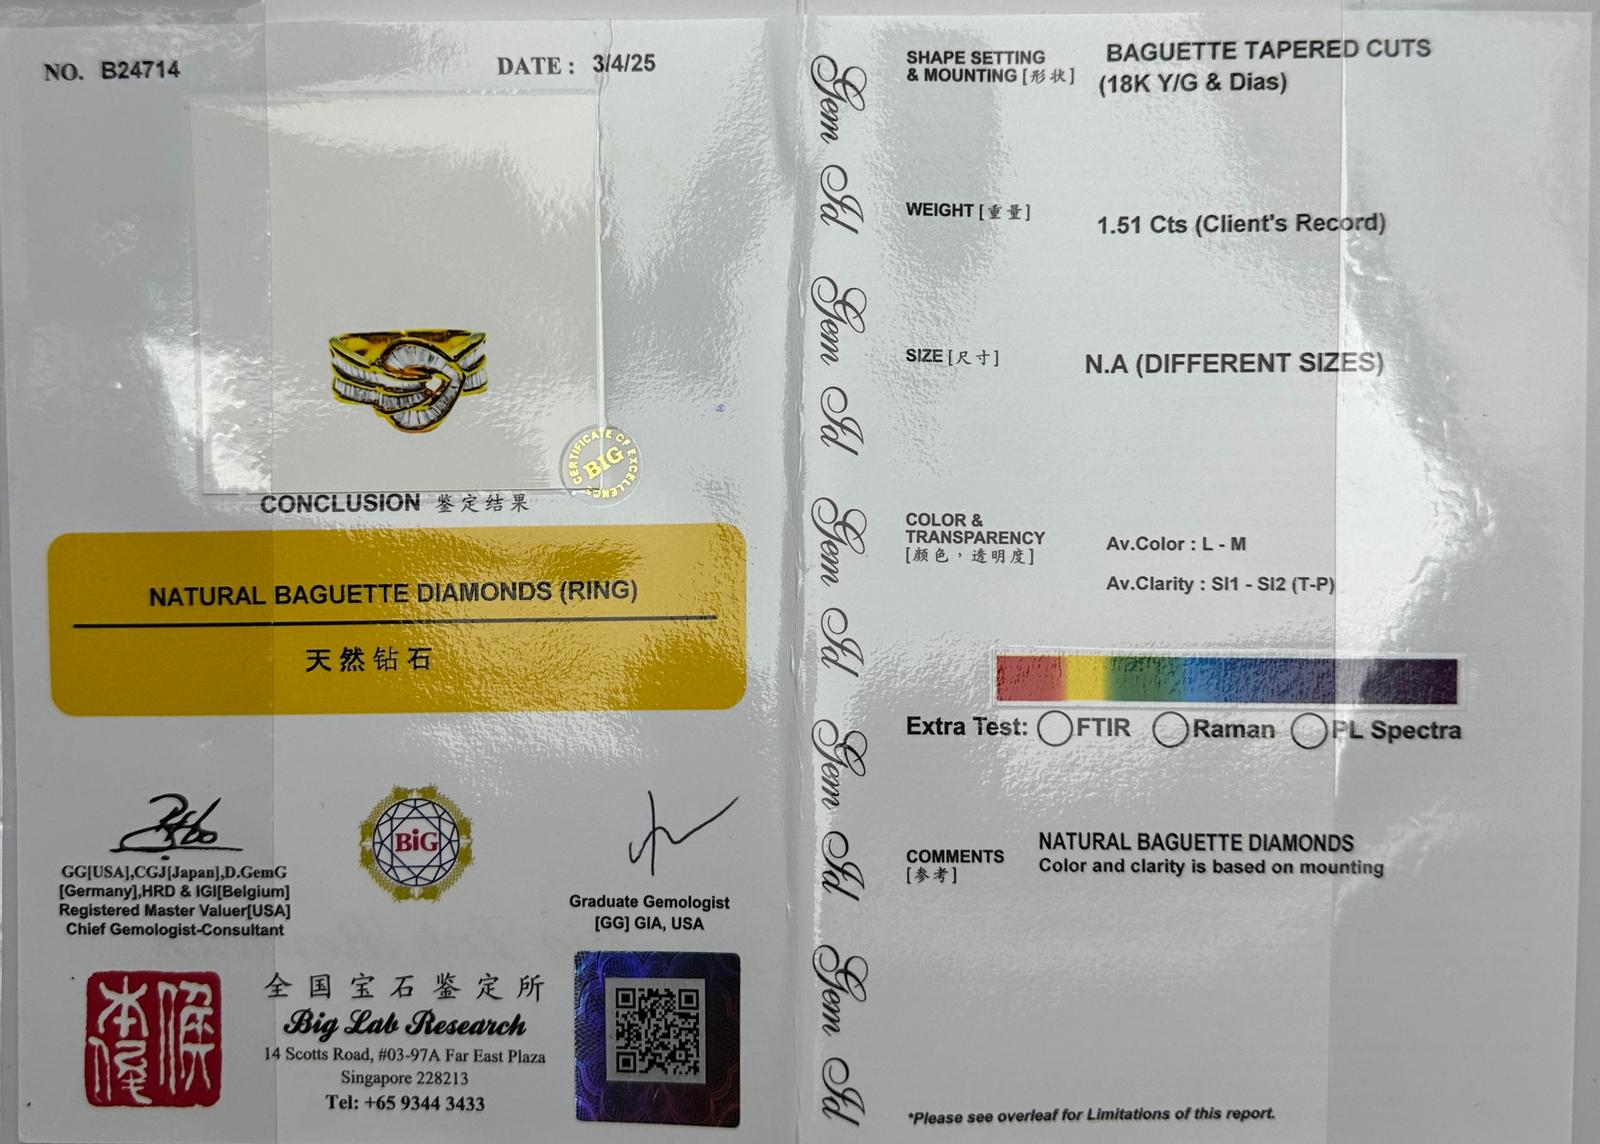 NO. B24714
DATE : 3/4/25
CERTIFICATE OF EXCELLENCE
BIG
CONCLUSION 鉴定结果
NATURAL BAGUETTE DIAMONDS (RING)
天然钻石
GG[USA],CGJ[Japan],D.GemG
[Germany],HRD & IGI[Belgium]
Registered Master Valuer[USA]
Chief Gemologist-Consultant
BiG
Graduate Gemologist
[GG] GIA, USA
全国宝石鉴定所
Big Lab Research
14 Scotts Road, #03-97A Far East Plaza
Singapore 228213
Tel: +65 9344 3433
Gem Id Gem Id Gem Id Gem Id Gem Id
SHAPE SETTING
& MOUNTING [形状]
BAGUETTE TAPERED CUTS
(18K Y/G & Dias)
WEIGHT [重量]
1.51 Cts (Client's Record)
SIZE [尺寸]
N.A (DIFFERENT SIZES)
COLOR &
TRANSPARENCY
[颜色，透明度]
Av.Color : L - M
Av.Clarity : SI1 - SI2 (T-P)
Extra Test: FTIR Raman PL Spectra
COMMENTS
[参考]
NATURAL BAGUETTE DIAMONDS
Color and clarity is based on mounting
*Please see overleaf for Limitations of this report.